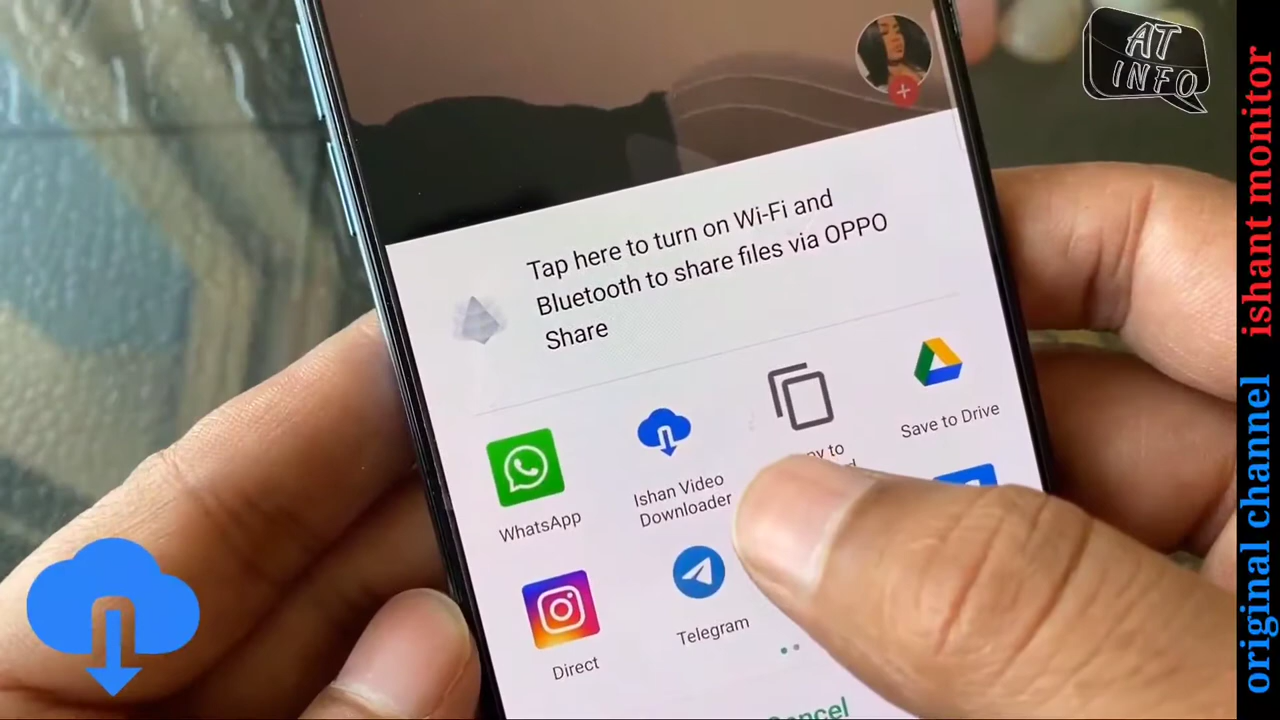 AT
INFO
Tap here to turn on Wi-Fi and
Bluetooth to share files via OPPO
Share
WhatsApp
Ishan Video
Downloader
Save to Drive
Direct
Telegram
original channel ishant monitor